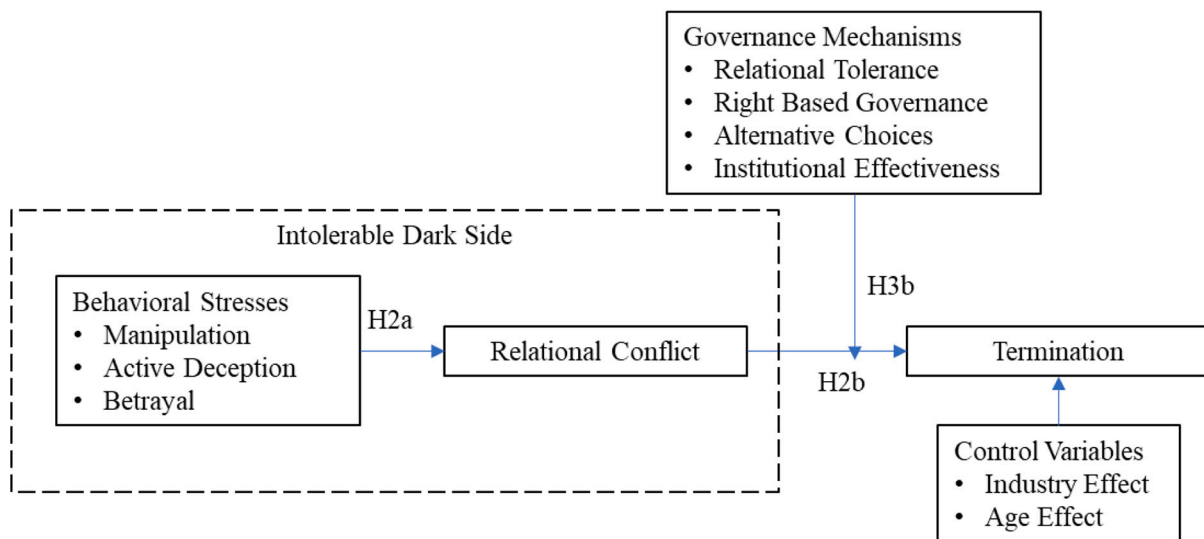 Governance Mechanisms
• Relational Tolerance
• Right Based Governance
• Alternative Choices
• Institutional Effectiveness
Intolerable Dark Side
Behavioral Stresses
• Manipulation
• Active Deception
• Betrayal
H2a
Relational Conflict
H3b
H2b
Termination
Control Variables
• Industry Effect
• Age Effect